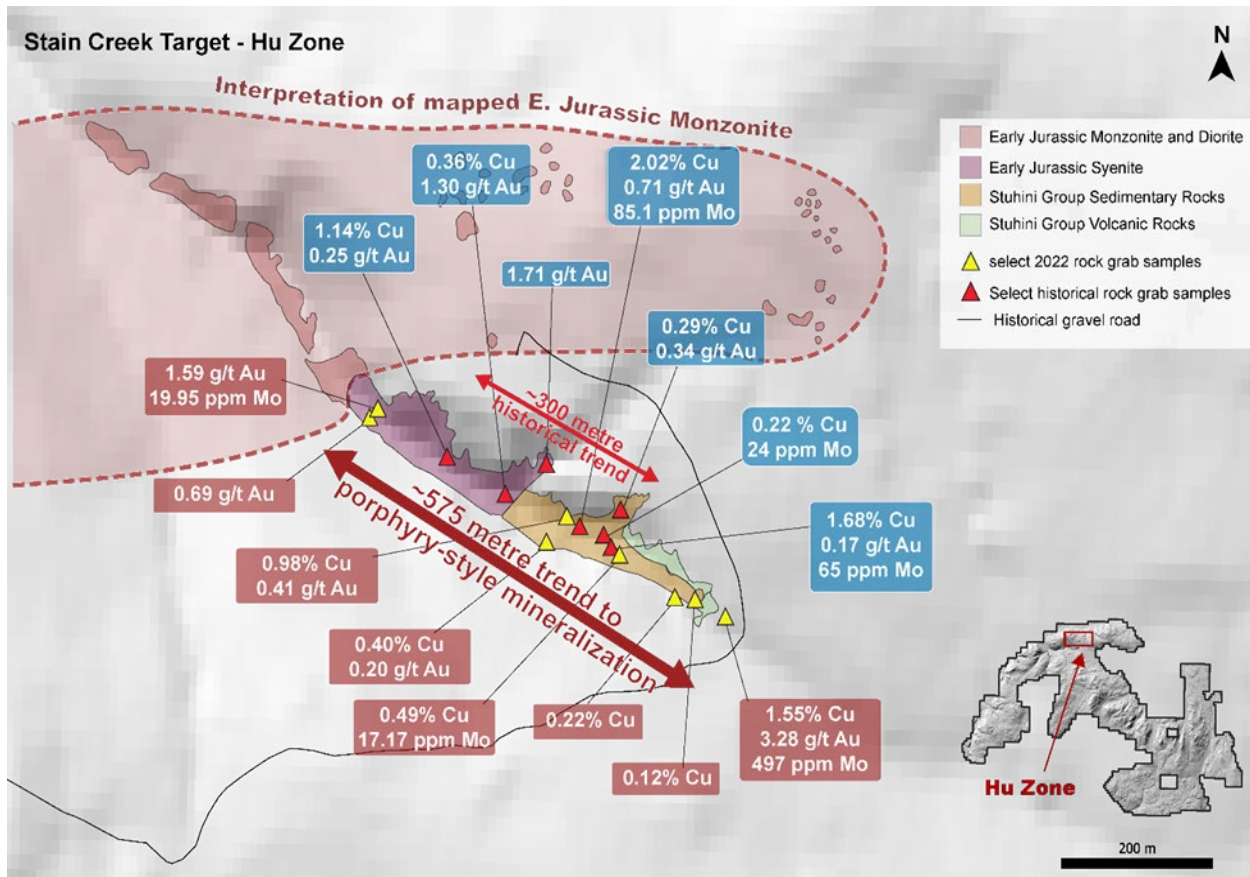 Stain Creek Target - Hu Zone
N
Interpretation of mapped E. Jurassic Monzonite
Early Jurassic Monzonite and Diorite
Early Jurassic Syenite
Stuhini Group Sedimentary Rocks
Stuhini Group Volcanic Rocks
select 2022 rock grab samples
Select historical rock grab samples
Historical gravel road
0.36% Cu
1.30 g/t Au
2.02% Cu
0.71 g/t Au
85.1 ppm Mo
1.14% Cu
0.25 g/t Au
1.71 g/t Au
0.29% Cu
0.34 g/t Au
1.59 g/t Au
19.95 ppm Mo
~300 metre
historical trend
0.22 % Cu
24 ppm Mo
0.69 g/t Au
~575 metre trend to
porphyry-style mineralization
1.68% Cu
0.17 g/t Au
65 ppm Mo
0.98% Cu
0.41 g/t Au
0.40% Cu
0.20 g/t Au
0.49% Cu
17.17 ppm Mo
0.22% Cu
1.55% Cu
3.28 g/t Au
497 ppm Mo
0.12% Cu
Hu Zone
200 m